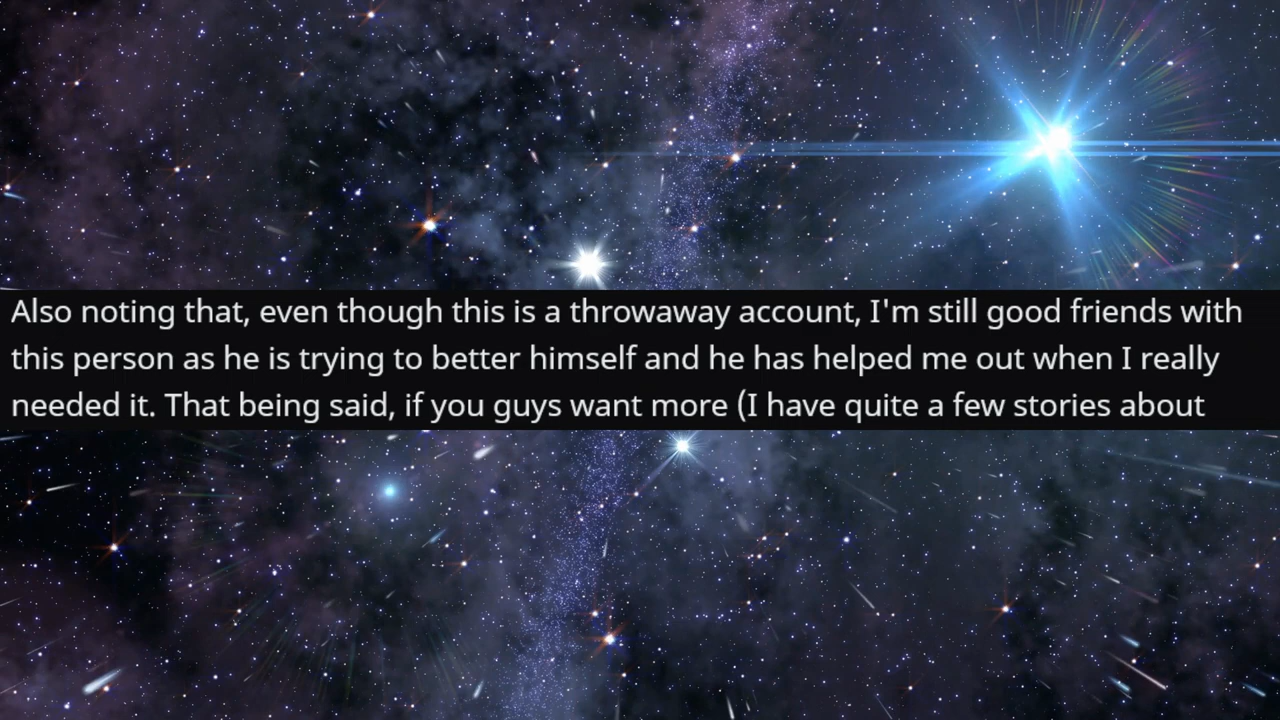 Also noting that, even though this is a throwaway account, I'm still good friends with
this person as he is trying to better himself and he has helped me out when I really
needed it. That being said, if you guys want more (I have quite a few stories about